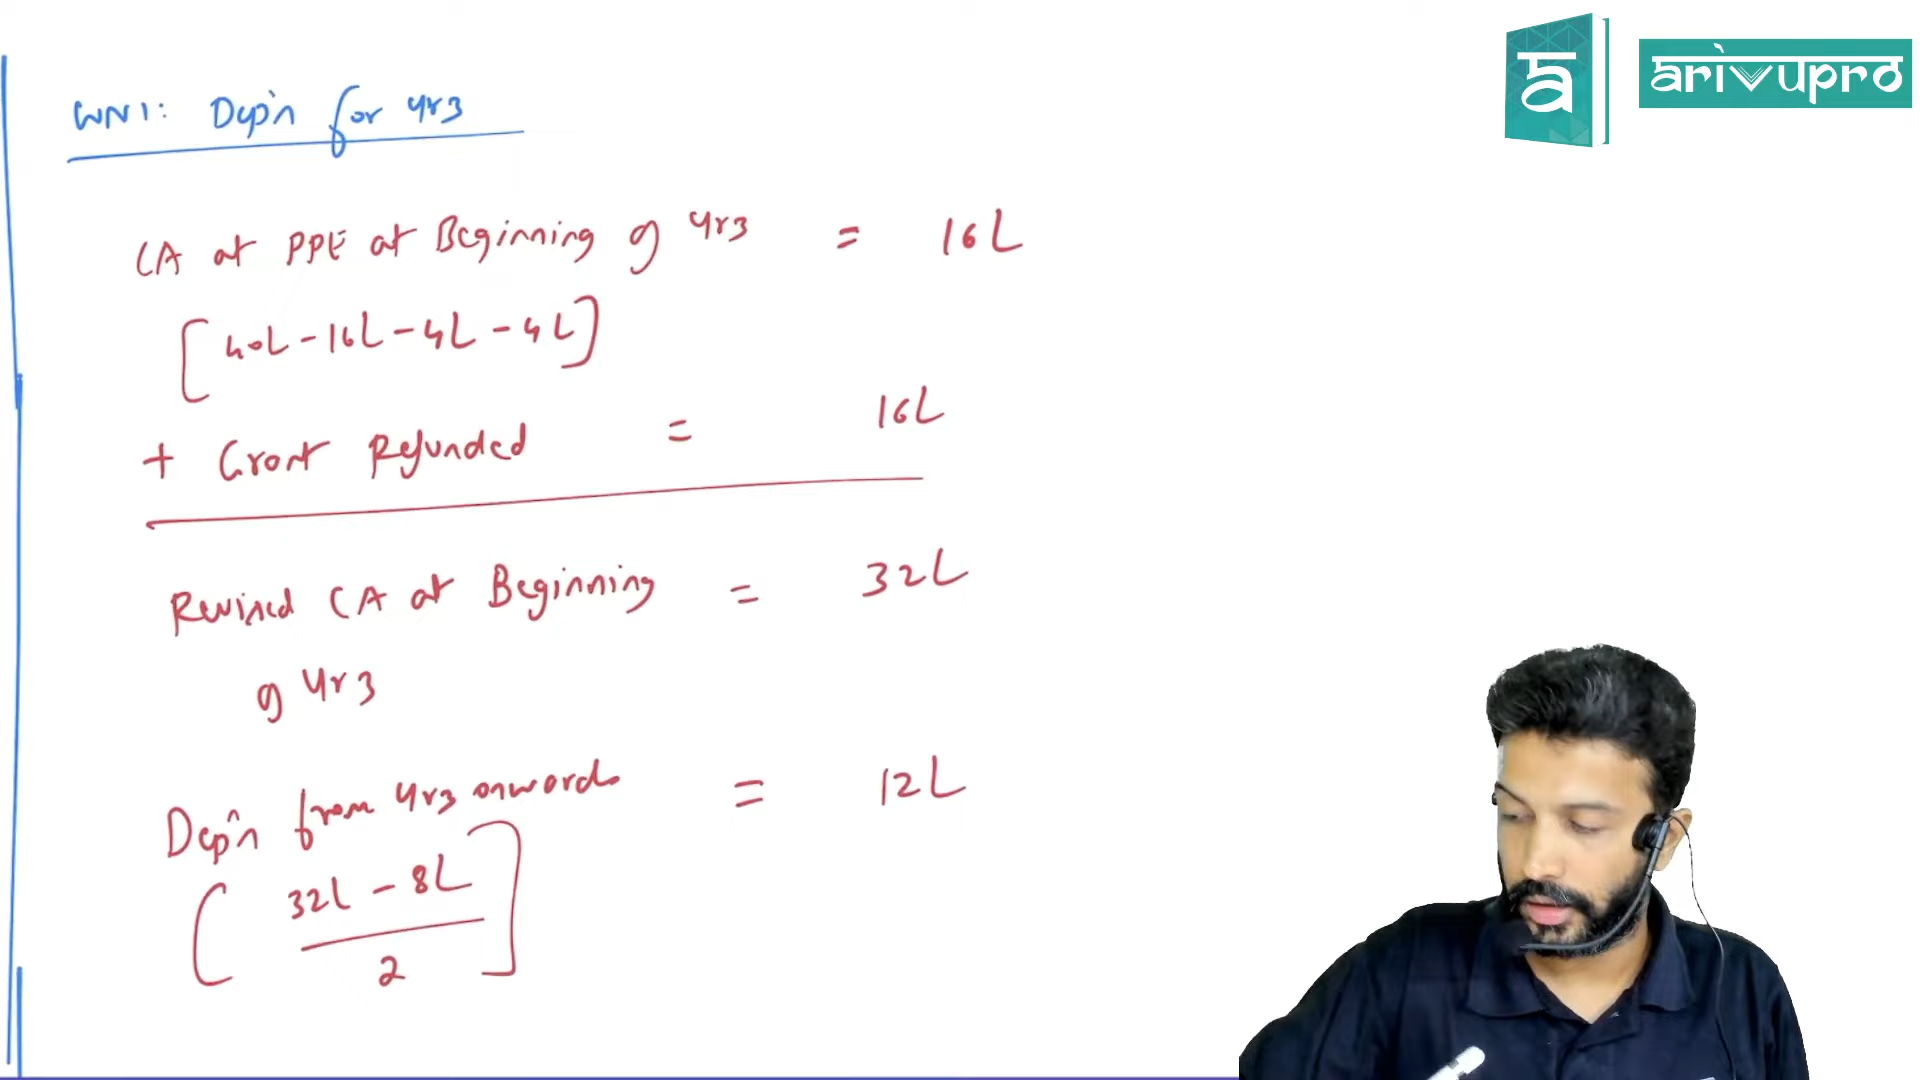 WN1: Dep'n for Yr3
CA at PPE at Beginning of Yr3 = 16L
[40L - 16L - 4L - 4L]
+ Grant Refunded = 16L
Revised CA at Beginning = 32L
of Yr3
Dep'n from Yr3 onwards = 12L
[32L - 8L
2]
a
arivupro